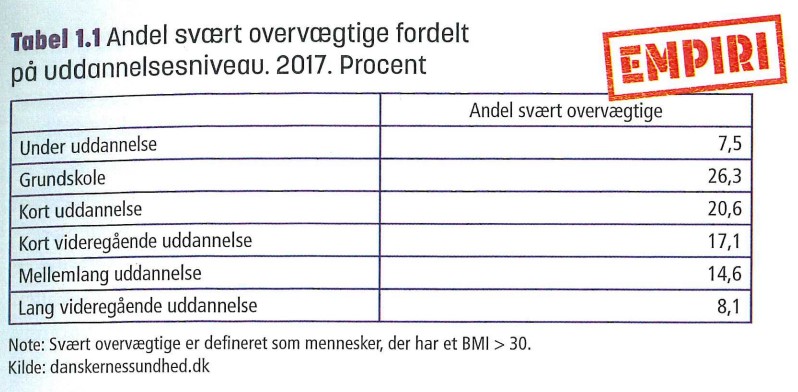 Tabel 1.1 Andel svært overvægtige fordelt
på uddannelsesniveau. 2017. Procent
EMPIRI
Andel svært overvægtige
Under uddannelse 7,5
Grundskole 26,3
Kort uddannelse 20,6
Kort videregående uddannelse 17,1
Mellemlang uddannelse 14,6
Lang videregående uddannelse 8,1
Note: Svært overvægtige er defineret som mennesker, der har et BMI > 30.
Kilde: danskernessundhed.dk